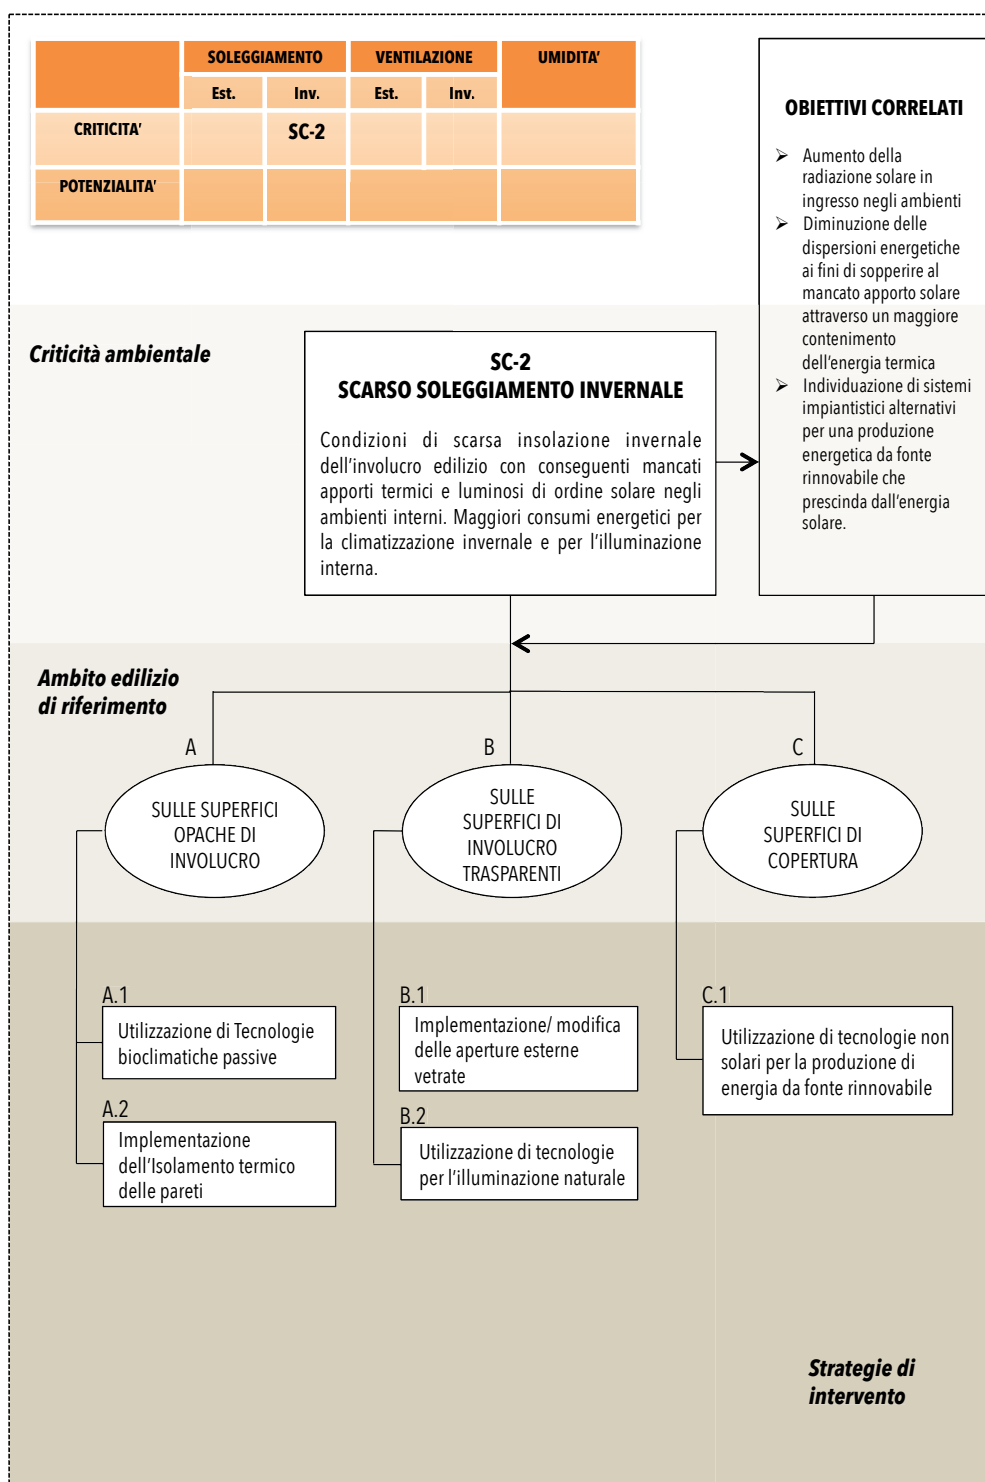 SOLEGGIAMENTO VENTILAZIONE UMIDITA'
Est. Inv. Est. Inv.
CRITICITA' SC-2
POTENZIALITA'
OBIETTIVI CORRELATI
➢ Aumento della
radiazione solare in
ingresso negli ambienti
➢ Diminuzione delle
dispersioni energetiche
ai fini di sopperire al
mancato apporto solare
attraverso un maggiore
contenimento
dell'energia termica
➢ Individuazione di sistemi
impiantistici alternativi
per una produzione
energetica da fonte
rinnovabile che
prescinda dall'energia
solare.
Criticità ambientale
SC-2
SCARSO SOLEGGIAMENTO INVERNALE
Condizioni di scarsa insolazione invernale
dell'involucro edilizio con conseguenti mancati
apporti termici e luminosi di ordine solare negli
ambienti interni. Maggiori consumi energetici per
la climatizzazione invernale e per l'illuminazione
interna.
Ambito edilizio
di riferimento
A
SULLE SUPERFICI
OPACHE DI
INVOLUCRO
B
SULLE
SUPERFICI DI
INVOLUCRO
TRASPARENTI
C
SULLE
SUPERFICI DI
COPERTURA
A.1
Utilizzazione di Tecnologie
bioclimatiche passive
A.2
Implementazione
dell'Isolamento termico
delle pareti
B.1
Implementazione/ modifica
delle aperture esterne
vetrate
B.2
Utilizzazione di tecnologie
per l'illuminazione naturale
C.1
Utilizzazione di tecnologie non
solari per la produzione di
energia da fonte rinnovabile
Strategie di
intervento